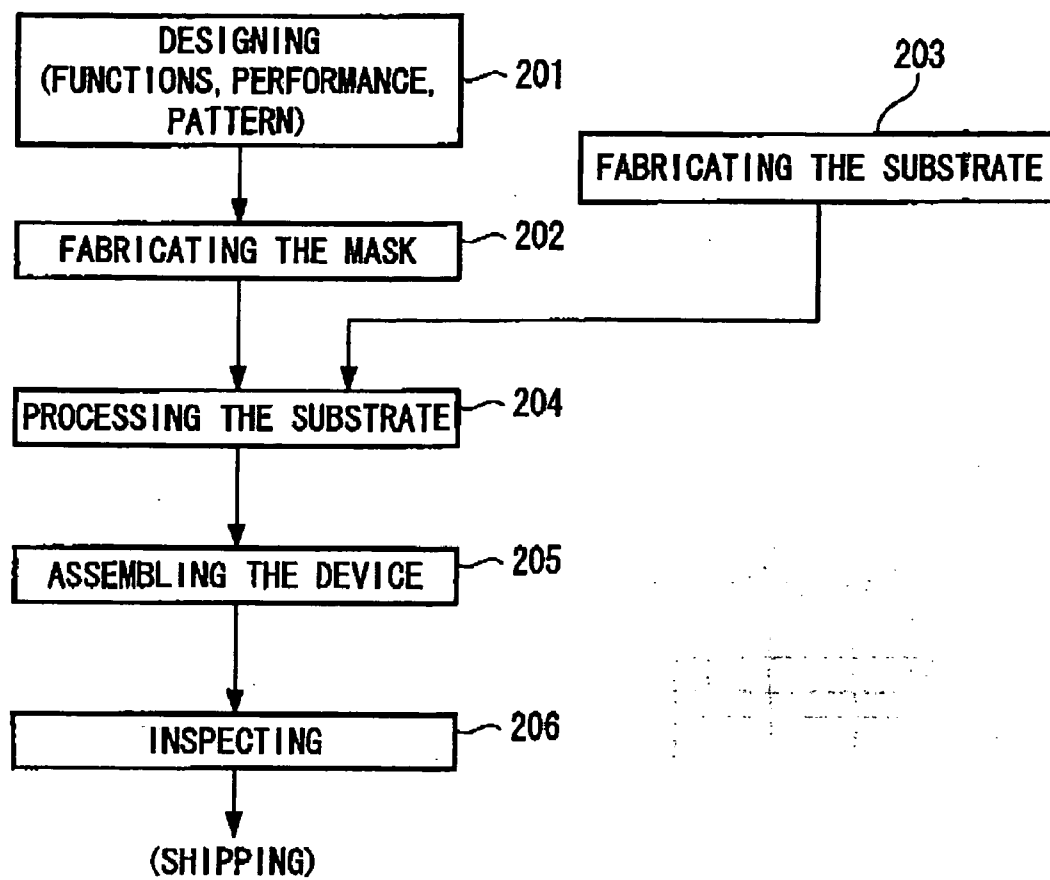 DESIGNING
(FUNCTIONS, PERFORMANCE,
PATTERN)
201
203
FABRICATING THE SUBSTRATE
FABRICATING THE MASK
202
PROCESSING THE SUBSTRATE
204
ASSEMBLING THE DEVICE
205
INSPECTING
206
(SHIPPING)